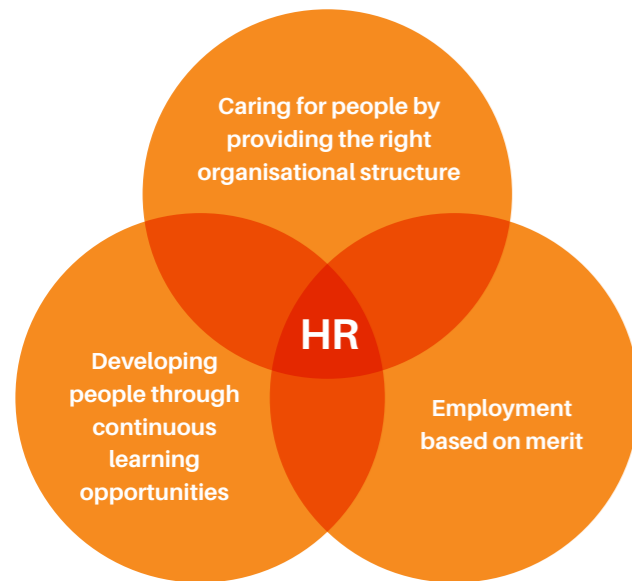 Caring for people by
providing the right
organisational structure
HR
Developing
people through
continuous
learning
opportunities
Employment
based on merit